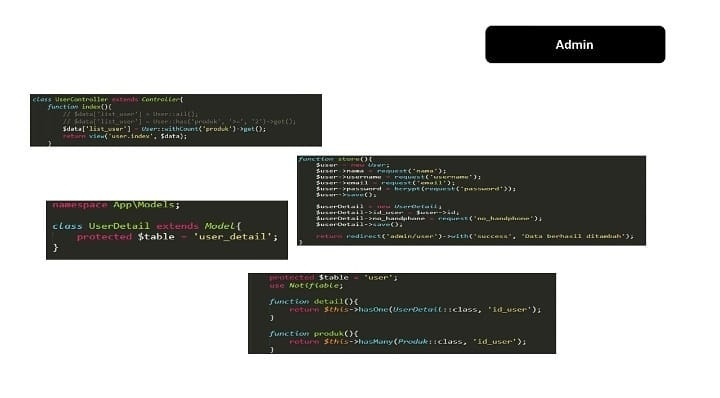 Admin
class UserController extends Controller{
function index(){
// $data['list_user'] = User::all();
// $data['list_user'] = User::has('produk', '>=', '2')->get();
$data['list_user'] = User::withCount('produk')->get();
return view('user.index', $data);
}
function store(){
$user = new User;
$user->nama = request('nama');
$user->username = request('username');
$user->email = request('email');
$user->password = bcrypt(request('password'));
$user->save();
$userDetail = new UserDetail;
$userDetail->id_user = $user->id;
$userDetail->no_handphone = request('no_handphone');
$userDetail->save();
return redirect('admin/user')->with('success', 'Data berhasil ditambah');
}
namespace App\Models;
class UserDetail extends Model{
protected $table = 'user_detail';
}
protected $table = 'user';
use Notifiable;
function detail(){
return $this->hasOne(UserDetail::class, 'id_user');
}
function produk(){
return $this->hasMany(Produk::class, 'id_user');
}